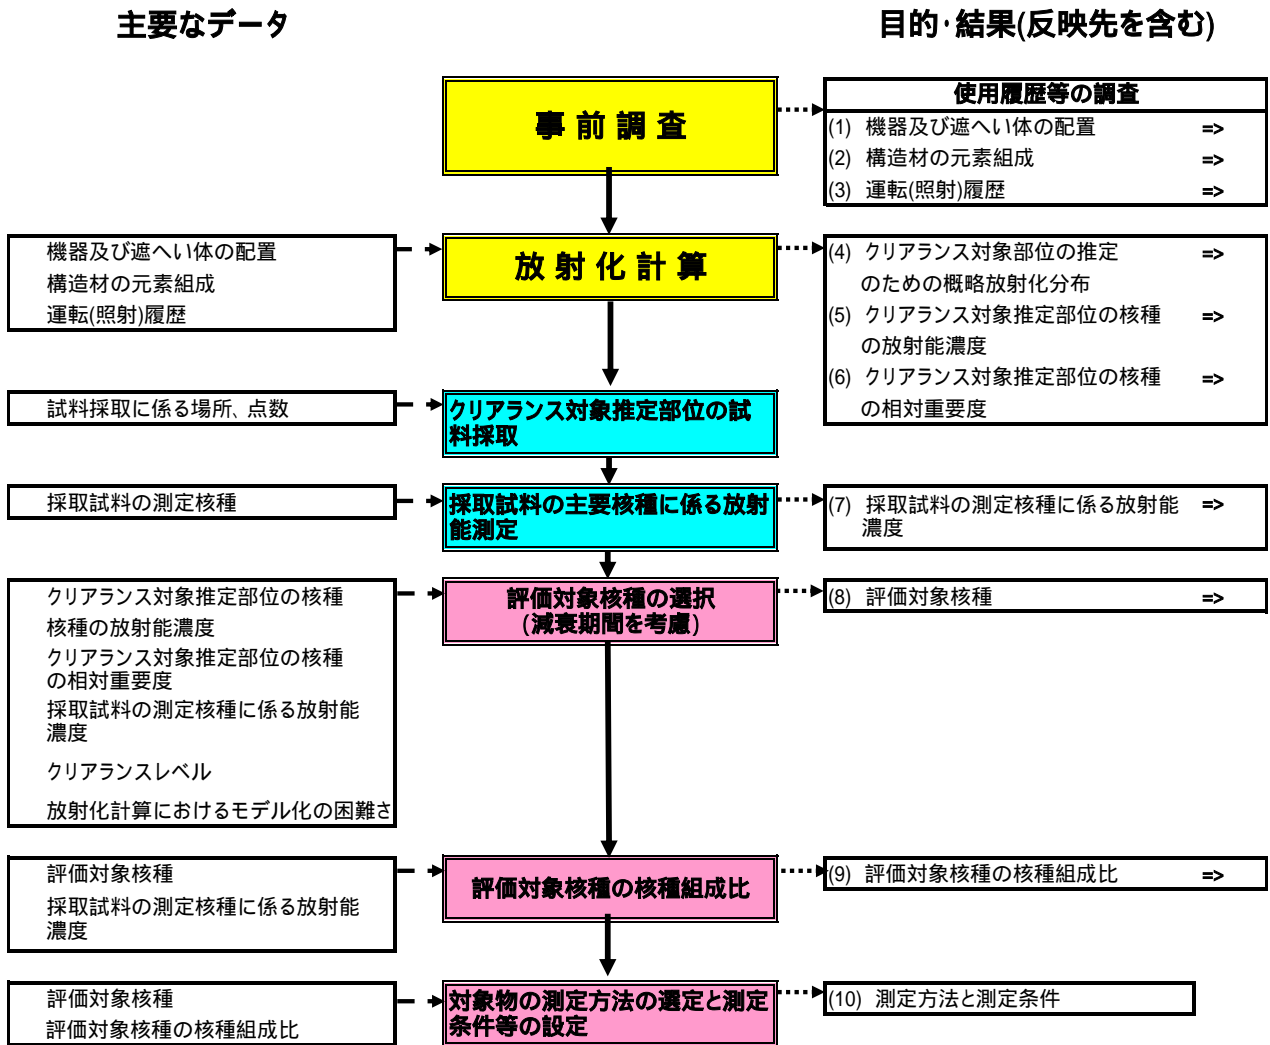 主要なデータ
目的・結果(反映先を含む)
事前調査
使用履歴等の調査
(1) 機器及び遮へい体の配置 =>
(2) 構造材の元素組成 =>
(3) 運転(照射)履歴 =>
機器及び遮へい体の配置
構造材の元素組成
運転(照射)履歴
放射化計算
(4) クリアランス対象部位の推定 =>
のための概略放射化分布
(5) クリアランス対象推定部位の核種 =>
の放射能濃度
(6) クリアランス対象推定部位の核種 =>
の相対重要度
試料採取に係る場所、点数
クリアランス対象推定部位の試
料採取
採取試料の測定核種
採取試料の主要核種に係る放射
能測定
(7) 採取試料の測定核種に係る放射能 =>
濃度
クリアランス対象推定部位の核種
核種の放射能濃度
クリアランス対象推定部位の核種
の相対重要度
採取試料の測定核種に係る放射能
濃度
クリアランスレベル
放射化計算におけるモデル化の困難さ
評価対象核種の選択
(減衰期間を考慮)
(8) 評価対象核種 =>
評価対象核種
採取試料の測定核種に係る放射能
濃度
評価対象核種の核種組成比
(9) 評価対象核種の核種組成比 =>
評価対象核種
評価対象核種の核種組成比
対象物の測定方法の選定と測定
条件等の設定
(10) 測定方法と測定条件